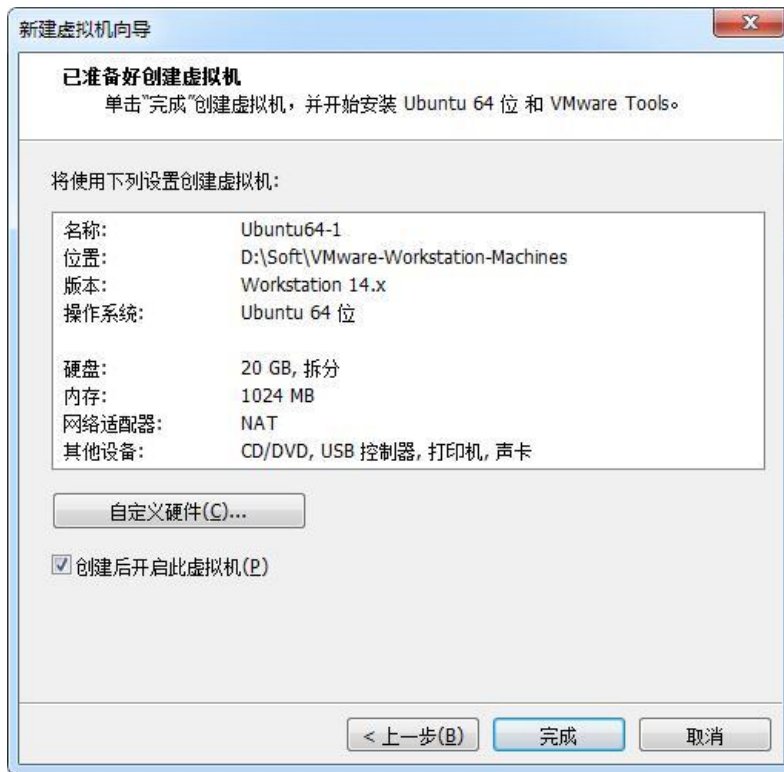 新建虚拟机向导
已准备好创建虚拟机
单击"完成"创建虚拟机，并开始安装 Ubuntu 64 位 和 VMware Tools。
将使用下列设置创建虚拟机:
名称: Ubuntu64-1
位置: D:\Soft\VMware-Workstation-Machines
版本: Workstation 14.x
操作系统: Ubuntu 64 位
硬盘: 20 GB, 拆分
内存: 1024 MB
网络适配器: NAT
其他设备: CD/DVD, USB 控制器, 打印机, 声卡
自定义硬件(C)...
创建后开启此虚拟机(P)
< 上一步(B) 完成 取消